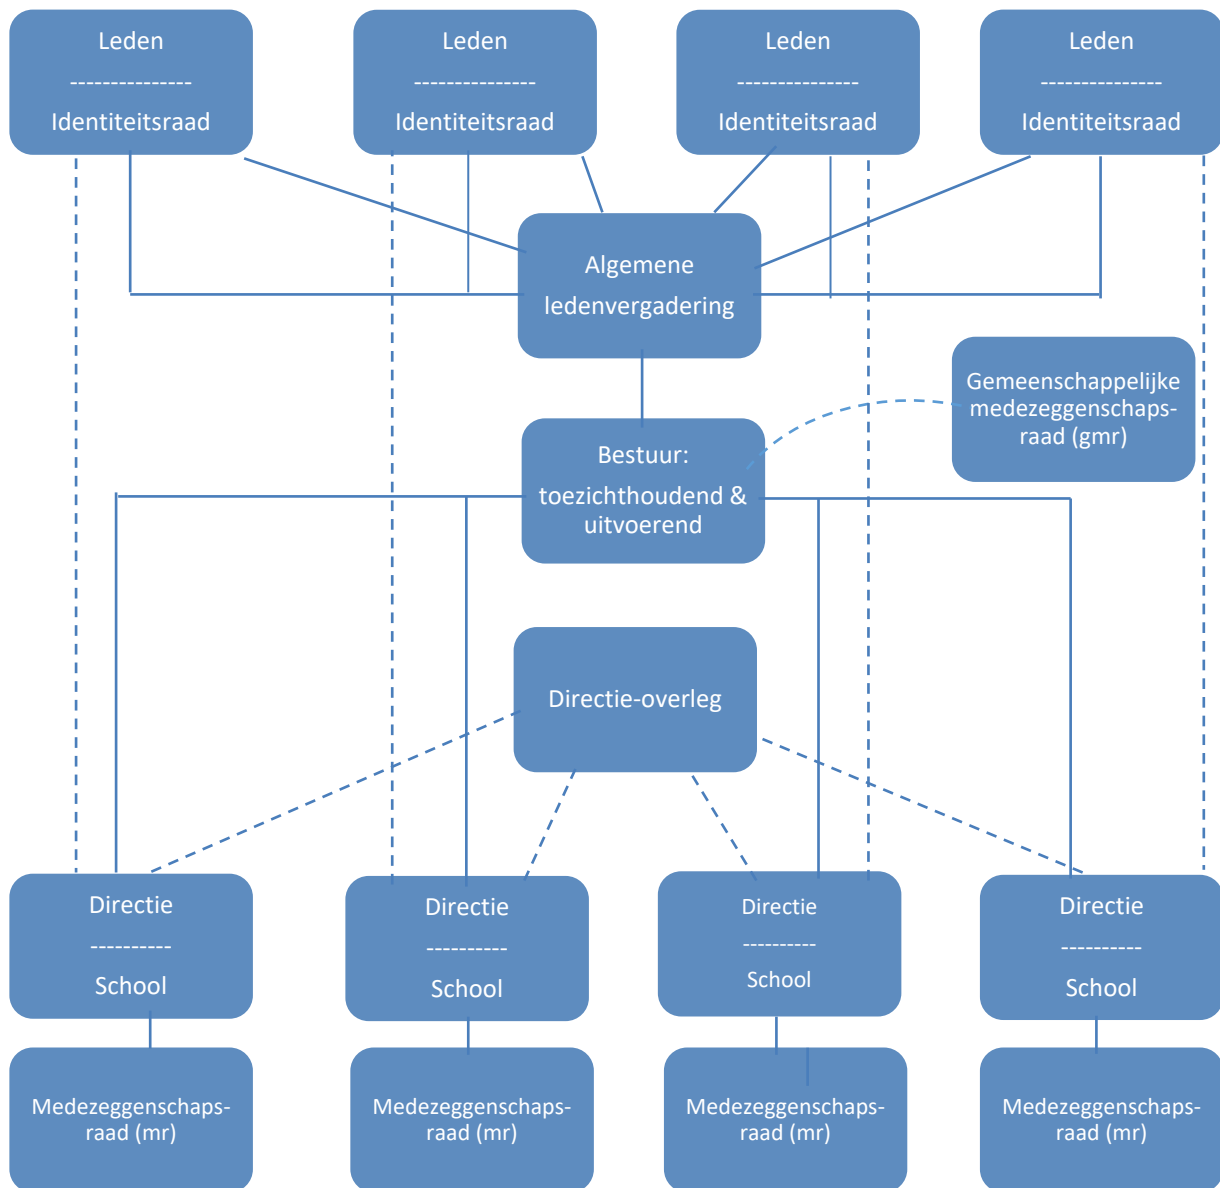 Leden
---------------
Identiteitsraad
Leden
---------------
Identiteitsraad
Leden
---------------
Identiteitsraad
Leden
---------------
Identiteitsraad
Algemene
ledenvergadering
Gemeenschappelijke
medezeggenschaps-
raad (gmr)
Bestuur:
toezichthoudend &
uitvoerend
Directie-overleg
Directie
----------
School
Directie
----------
School
Directie
----------
School
Directie
----------
School
Medezeggenschaps-
raad (mr)
Medezeggenschaps-
raad (mr)
Medezeggenschaps-
raad (mr)
Medezeggenschaps-
raad (mr)